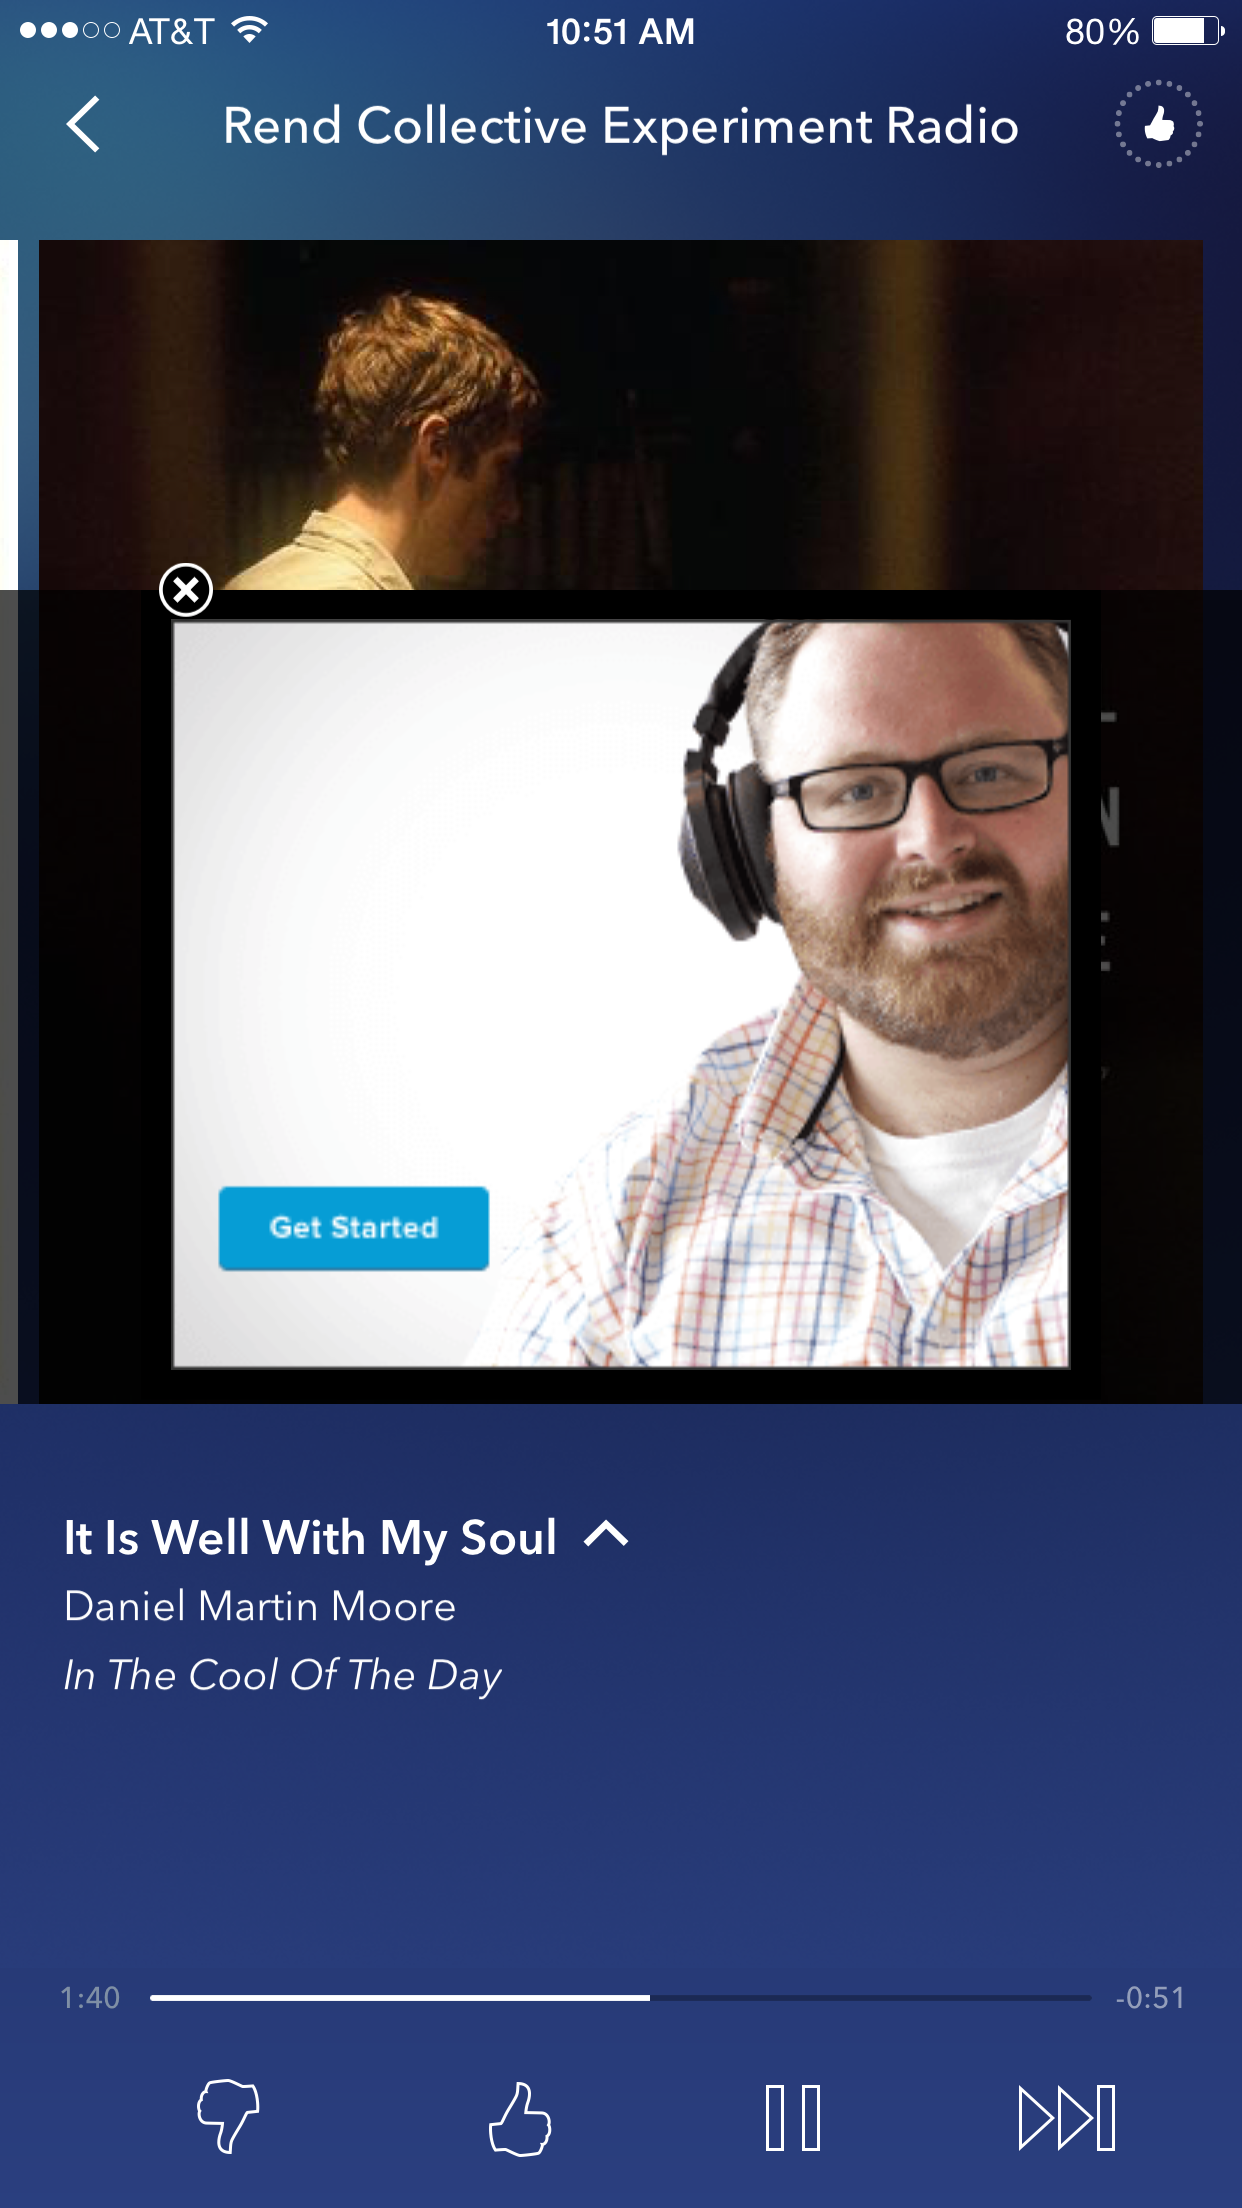 AT&T 10:51 AM 80%
Rend Collective Experiment Radio
Get Started
It Is Well With My Soul
Daniel Martin Moore
In The Cool Of The Day
1:40 -0:51